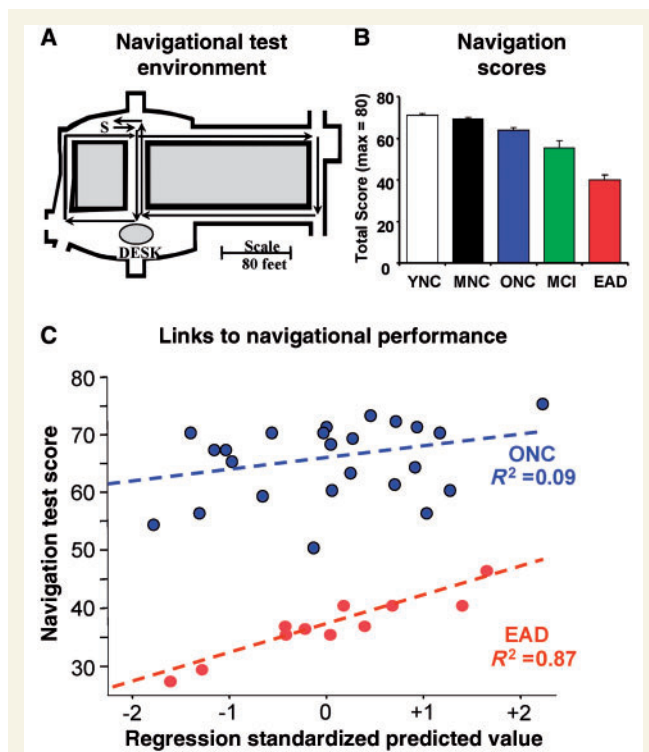 A Navigational test environment
S
DESK
Scale
80 feet
B Navigation scores
Total Score (max = 80)
80
60
40
20
0
YNC MNC ONC MCI EAD
C Links to navigational performance
Navigation test score
80
70
60
50
40
30
ONC
R² =0.09
EAD
R² =0.87
-2 -1 0 +1 +2
Regression standardized predicted value